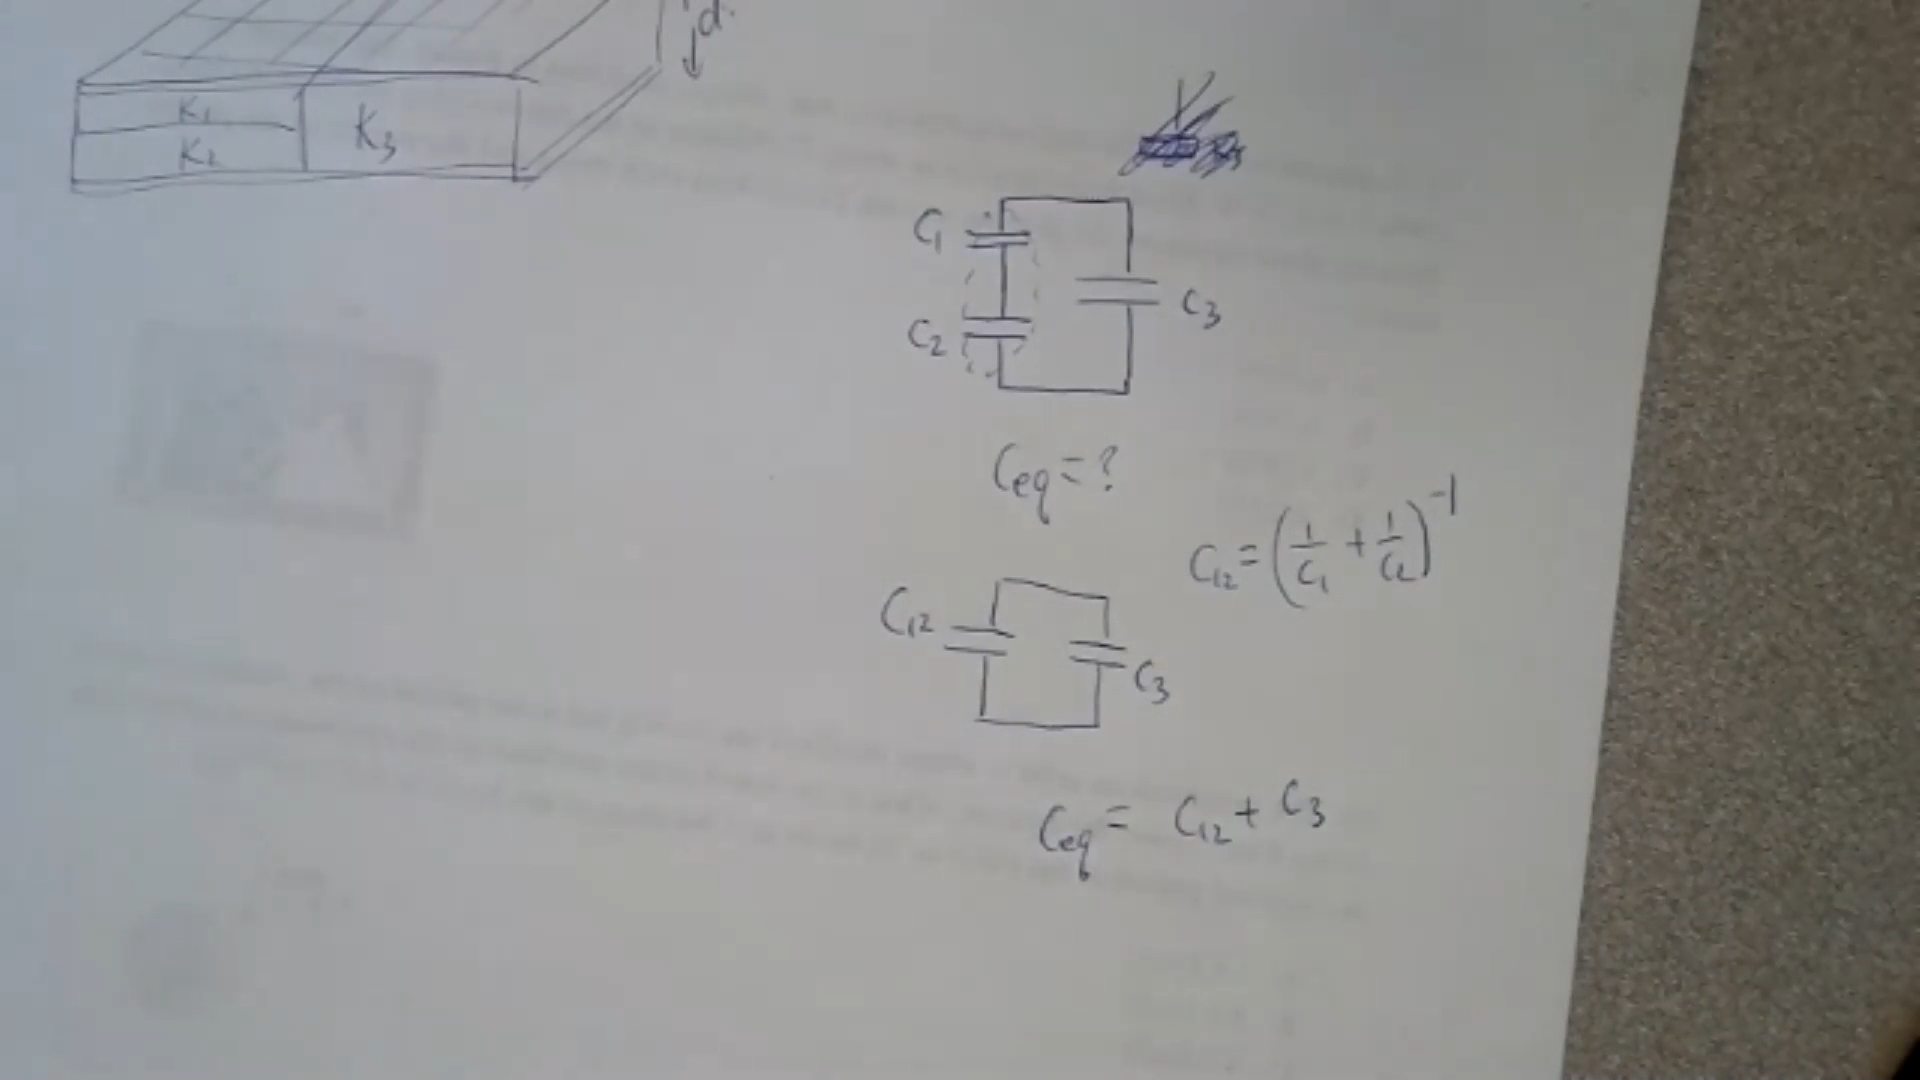 d
K1
K2
K3
C1
C2
C3
Ceq = ?
C12 = (1/C1 + 1/C2)^-1
C12
C3
Ceq = C12 + C3